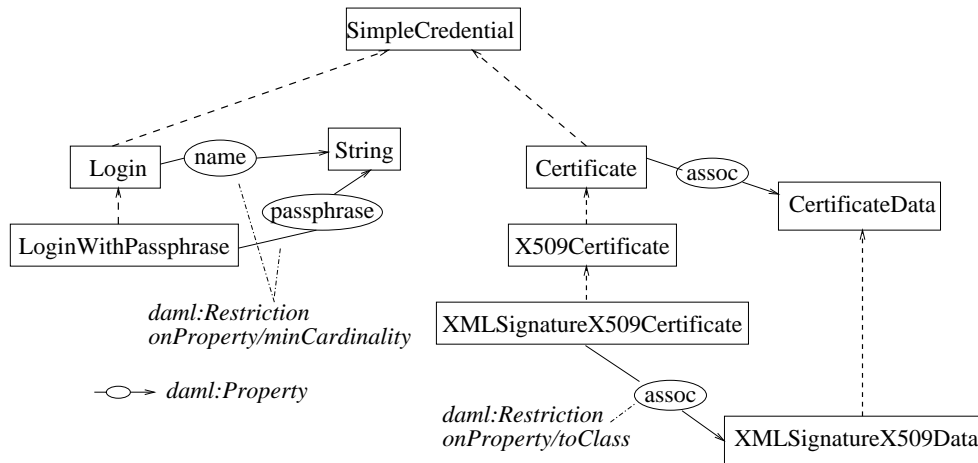 SimpleCredential
Login
name
String
passphrase
LoginWithPassphrase
daml:Restriction
onProperty/minCardinality
daml:Property
Certificate
assoc
CertificateData
X509Certificate
XMLSignatureX509Certificate
assoc
daml:Restriction
onProperty/toClass
XMLSignatureX509Data